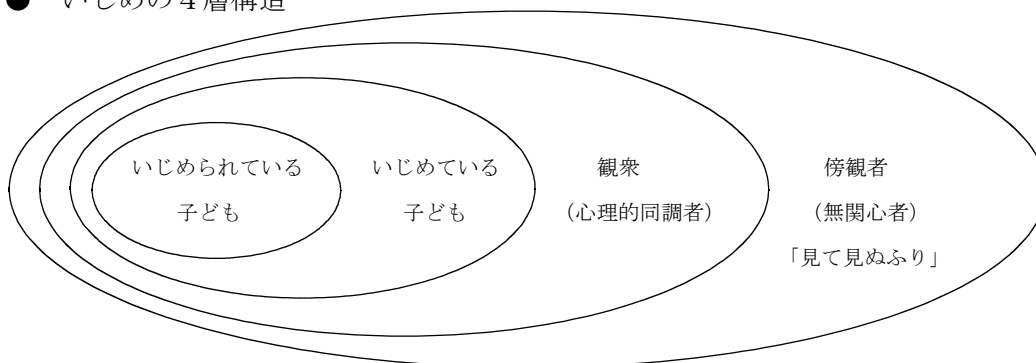 ● いじめの４層構造
いじめられている
子ども
いじめている
子ども
観衆
（心理的同調者）
傍観者
（無関心者）
「見て見ぬふり」